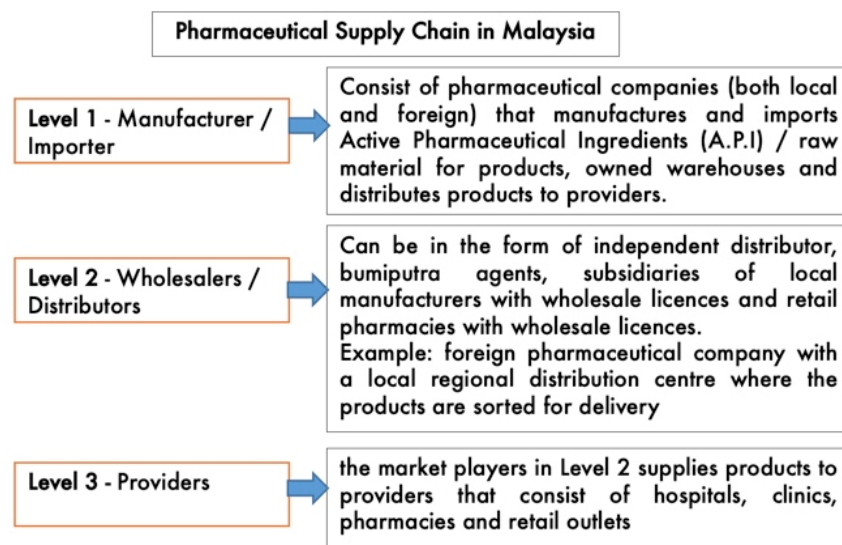 Pharmaceutical Supply Chain in Malaysia
Level 1 - Manufacturer /
Importer
Consist of pharmaceutical companies (both local
and foreign) that manufactures and imports
Active Pharmaceutical Ingredients (A.P.I) / raw
material for products, owned warehouses and
distributes products to providers.
Level 2 - Wholesalers /
Distributors
Can be in the form of independent distributor,
bumiputra agents, subsidiaries of local
manufacturers with wholesale licences and retail
pharmacies with wholesale licences.
Example: foreign pharmaceutical company with
a local regional distribution centre where the
products are sorted for delivery
Level 3 - Providers
the market players in Level 2 supplies products to
providers that consist of hospitals, clinics,
pharmacies and retail outlets